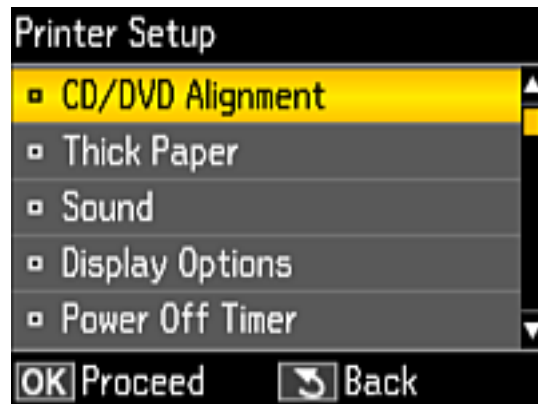 Printer Setup
CD/DVD Alignment
Thick Paper
Sound
Display Options
Power Off Timer
OK Proceed Back